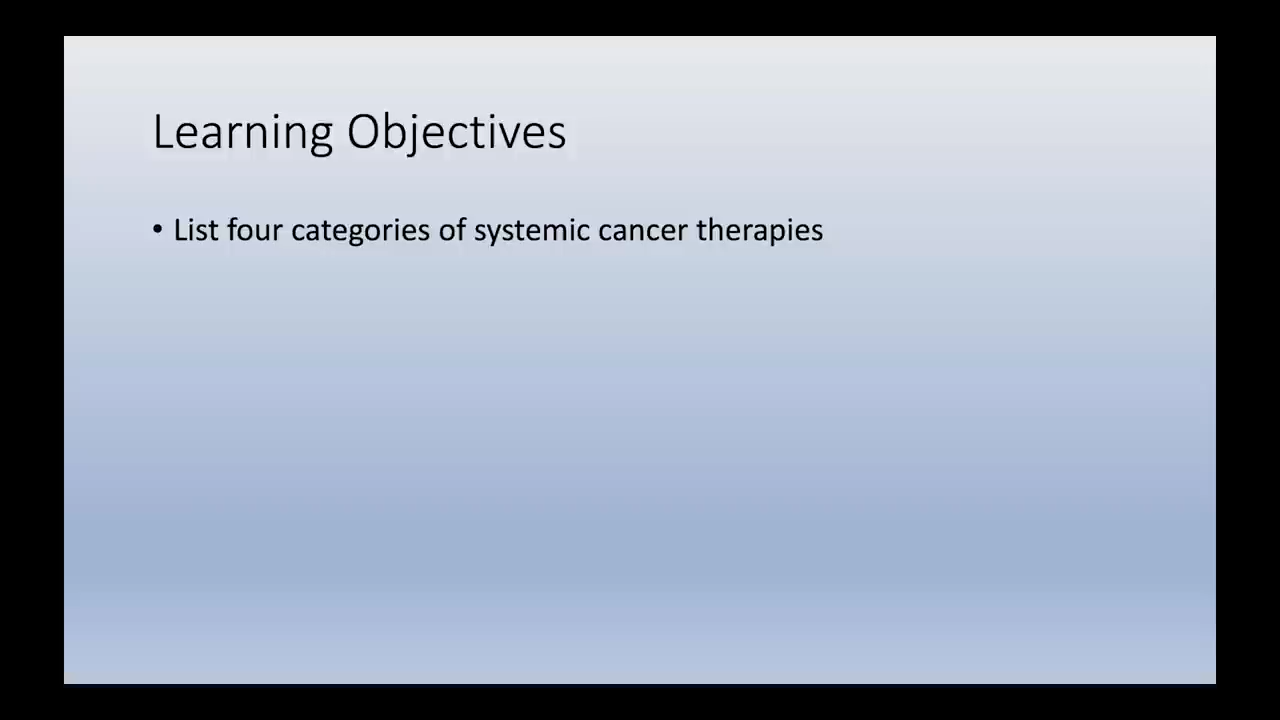 Learning Objectives
• List four categories of systemic cancer therapies